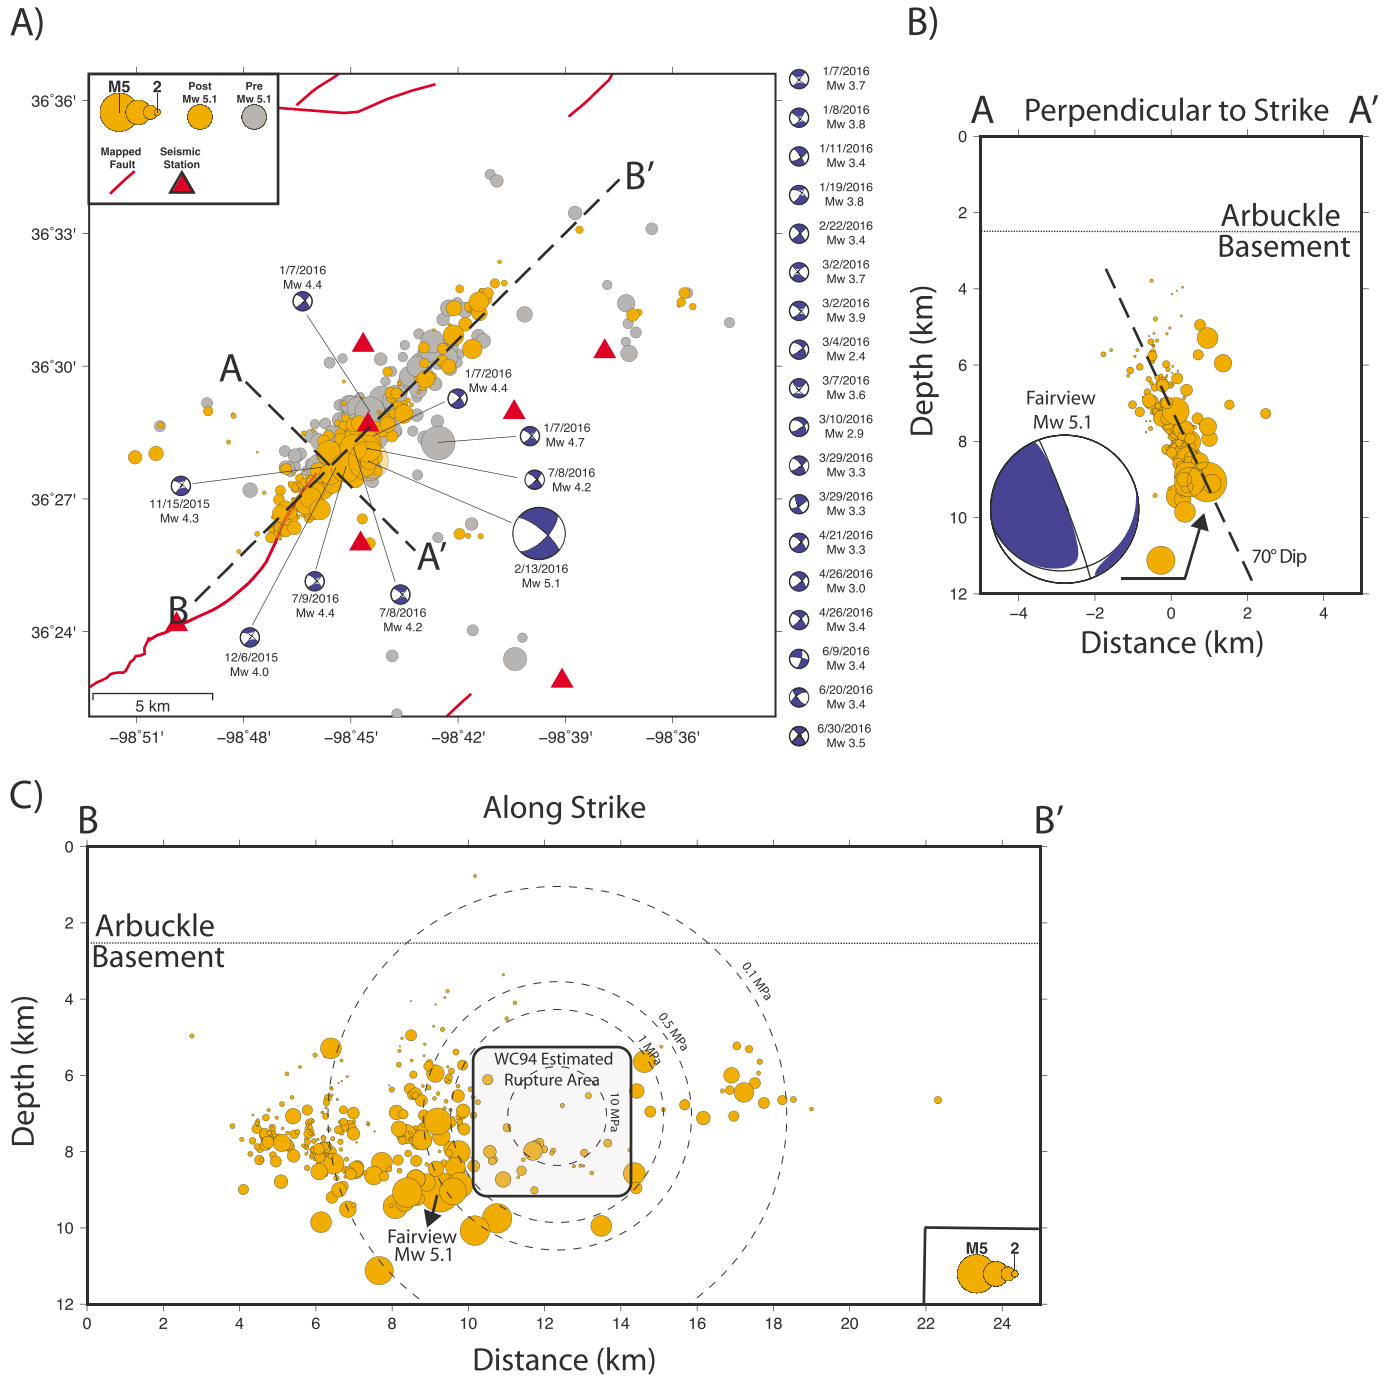 A)
M5 2
Post
Mw 5.1
Pre
Mw 5.1
Mapped
Fault
Seismic
Station
36˚36'
36˚33'
36˚30'
36˚27'
36˚24'
−98˚51'
−98˚48'
−98˚45'
−98˚42'
−98˚39'
−98˚36'
5 km
A
A’
B
B’
1/7/2016
Mw 4.4
1/7/2016
Mw 4.4
1/7/2016
Mw 4.7
7/8/2016
Mw 4.2
2/13/2016
Mw 5.1
11/15/2015
Mw 4.3
7/9/2016
Mw 4.4
7/8/2016
Mw 4.2
12/6/2015
Mw 4.0
1/7/2016
Mw 3.7
1/8/2016
Mw 3.8
1/11/2016
Mw 3.4
1/19/2016
Mw 3.8
2/22/2016
Mw 3.4
3/2/2016
Mw 3.7
3/2/2016
Mw 3.9
3/4/2016
Mw 2.4
3/7/2016
Mw 3.6
3/10/2016
Mw 2.9
3/29/2016
Mw 3.3
3/29/2016
Mw 3.3
4/21/2016
Mw 3.3
4/26/2016
Mw 3.0
4/26/2016
Mw 3.4
6/9/2016
Mw 3.4
6/20/2016
Mw 3.4
6/30/2016
Mw 3.5
B)
A Perpendicular to Strike A’
Arbuckle
Basement
Fairview
Mw 5.1
70° Dip
0
2
4
6
8
10
12
Depth (km)
−4 −2 0 2 4
Distance (km)
C)
Along Strike
B B’
Arbuckle
Basement
0.1 MPa
0.5 MPa
1 MPa
10 MPa
WC94 Estimated
Rupture Area
Fairview
Mw 5.1
M5 2
0
2
4
6
8
10
12
Depth (km)
0 2 4 6 8 10 12 14 16 18 20 22 24
Distance (km)